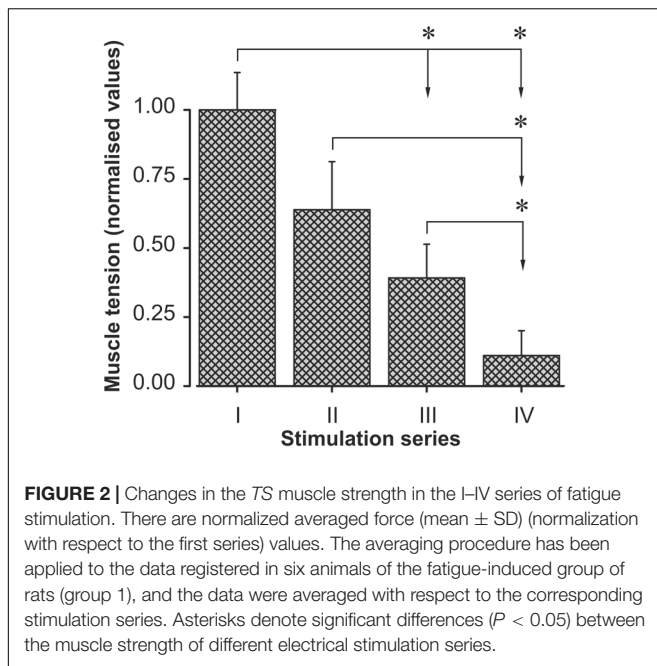 * *
1.00
*
0.75
*
0.50
0.25
0.00
Muscle tension (normalised values)
I II III IV
Stimulation series
FIGURE 2 | Changes in the TS muscle strength in the I–IV series of fatigue
stimulation. There are normalized averaged force (mean ± SD) (normalization
with respect to the first series) values. The averaging procedure has been
applied to the data registered in six animals of the fatigue-induced group of
rats (group 1), and the data were averaged with respect to the corresponding
stimulation series. Asterisks denote significant differences (P < 0.05) between
the muscle strength of different electrical stimulation series.